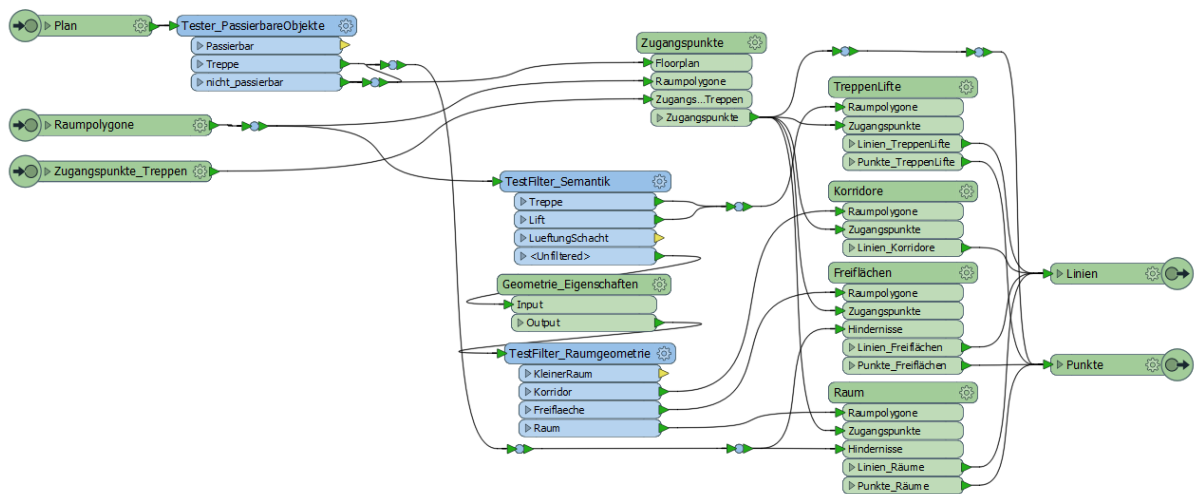 Plan
Tester_PassierbareObjekte
Passierbar
Treppe
nicht_passierbar
Raumpolygone
Zugangspunkte_Treppen
Zugangspunkte
Floorplan
Raumpolygone
Zugangs...Treppen
Zugangspunkte
TestFilter_Semantik
Treppe
Lift
LueftungSchacht
<Unfiltered>
Geometrie_Eigenschaften
Input
Output
TestFilter_Raumgeometrie
KleinerRaum
Korridor
Freiflaeche
Raum
TreppenLifte
Raumpolygone
Zugangspunkte
Linien_TreppenLifte
Punkte_TreppenLifte
Korridore
Raumpolygone
Zugangspunkte
Linien_Korridore
Freiflächen
Raumpolygone
Zugangspunkte
Hindernisse
Linien_Freiflächen
Punkte_Freiflächen
Raum
Raumpolygone
Zugangspunkte
Hindernisse
Linien_Räume
Punkte_Räume
Linien
Punkte